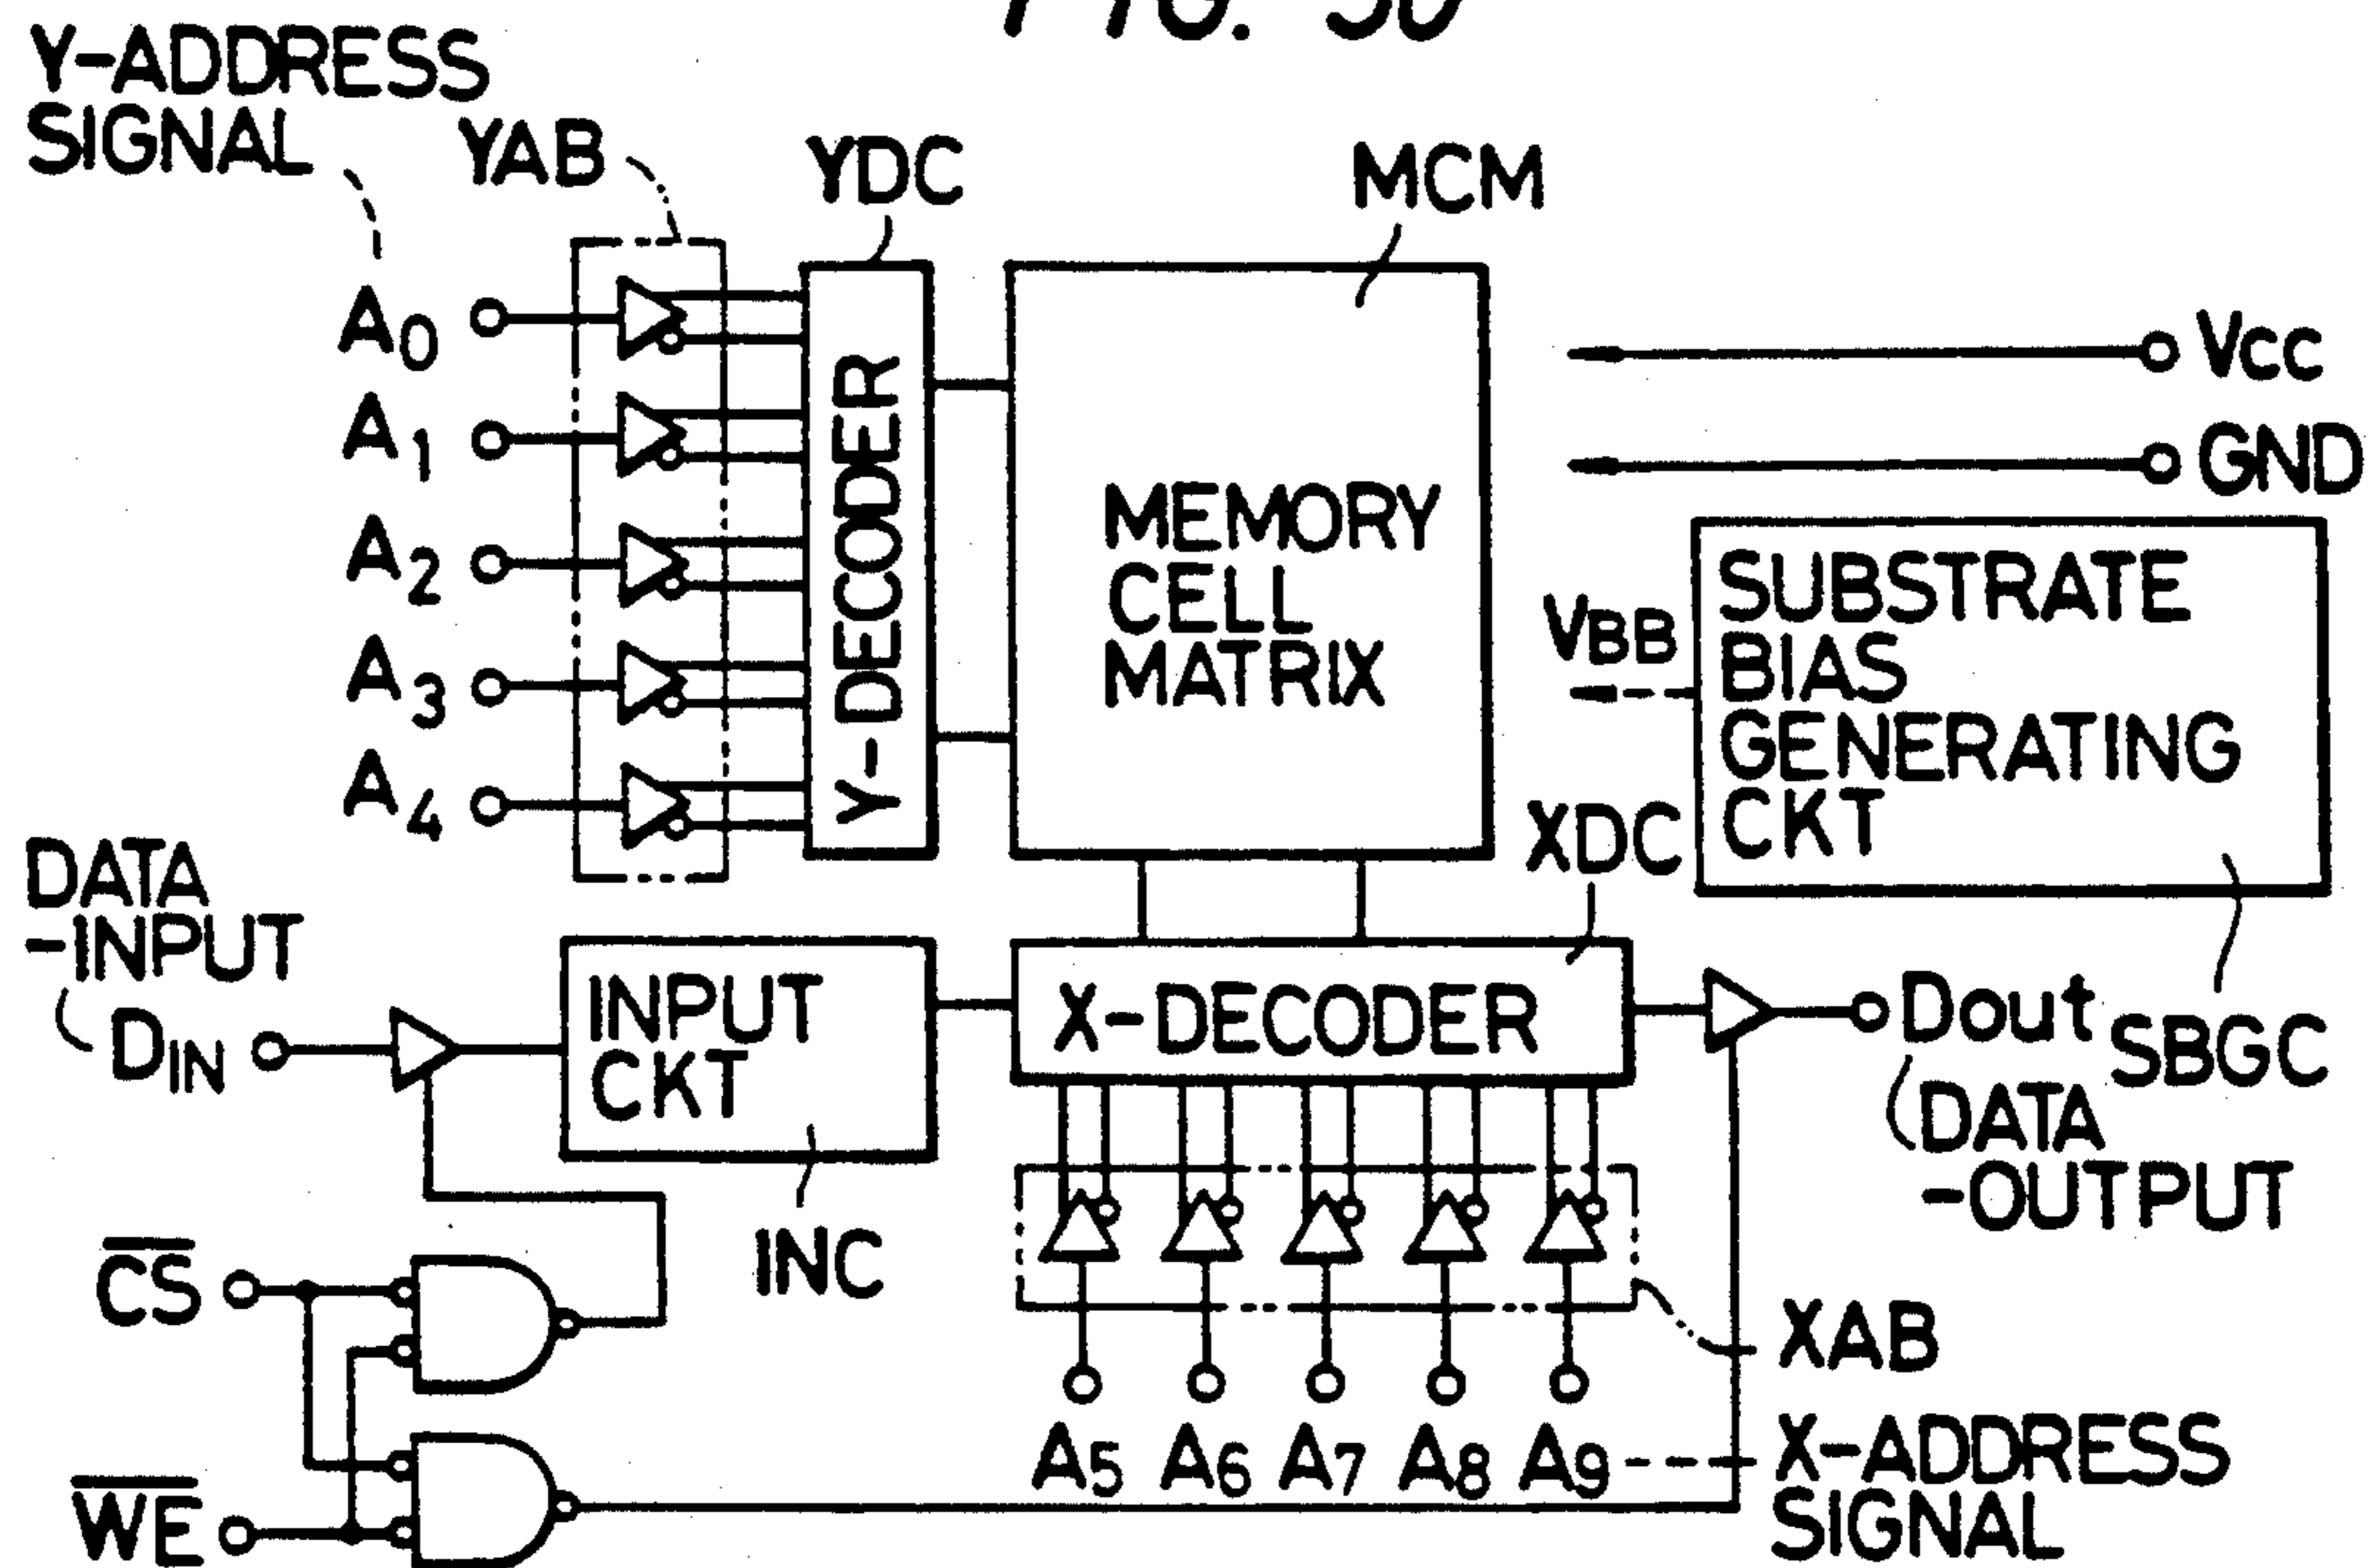 Y-ADDRESS
SIGNAL
YAB
YDC
MCM
A0
A1
A2
A3
A4
Y-DECODER
MEMORY
CELL
MATRIX
VCC
GND
VBB
SUBSTRATE
BIAS
GENERATING
CKT
XDC
DATA
-INPUT
DIN
INPUT
CKT
INC
X-DECODER
Dout
SBGC
DATA
-OUTPUT
C̅S̅
W̅E̅
XAB
A5 A6 A7 A8 A9
X-ADDRESS
SIGNAL